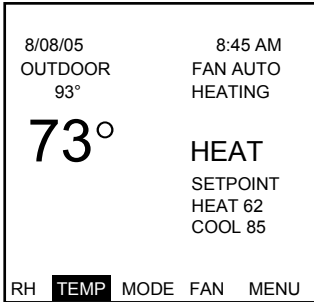 8/08/05 8:45 AM
OUTDOOR FAN AUTO
93° HEATING
73° HEAT
SETPOINT
HEAT 62
COOL 85
RH TEMP MODE FAN MENU